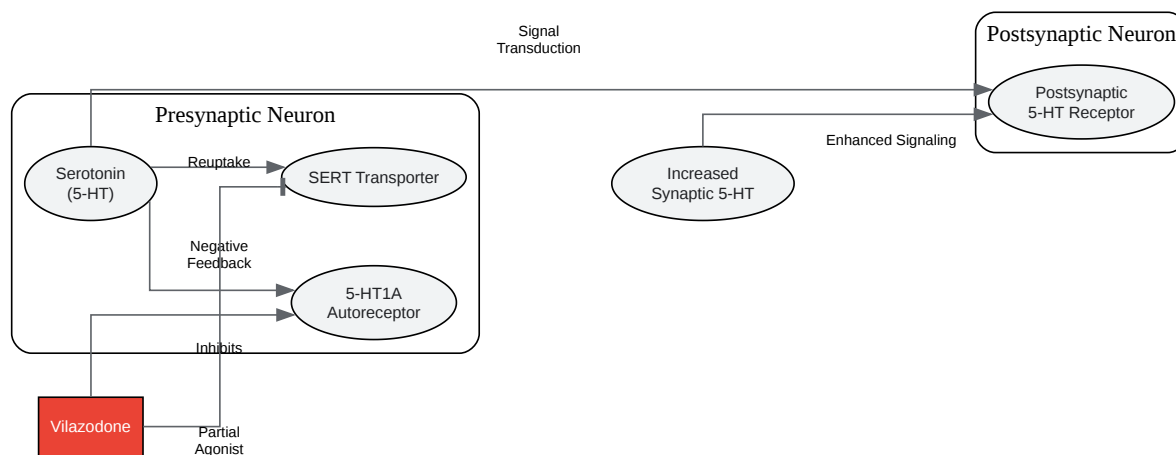 Signal
Transduction
Postsynaptic Neuron
Postsynaptic
5-HT Receptor
Presynaptic Neuron
Enhanced Signaling
Reuptake
Serotonin
(5-HT)
SERT Transporter
Increased
Synaptic 5-HT
Negative
Feedback
5-HT1A
Autoreceptor
Inhibits
Vilazodone
Partial
Agonist